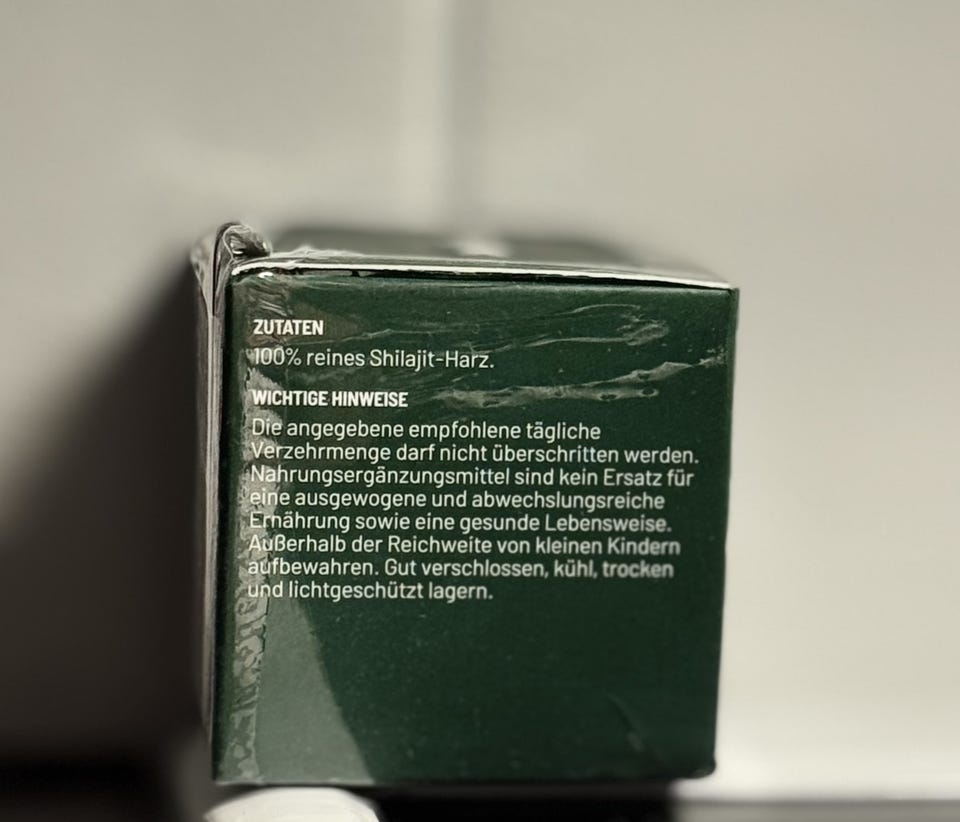 ZUTATEN
100% reines Shilajit-Harz.
WICHTIGE HINWEISE
Die angegebene empfohlene tägliche
Verzehrmenge darf nicht überschritten werden.
Nahrungsergänzungsmittel sind kein Ersatz für
eine ausgewogene und abwechslungsreiche
Ernährung sowie eine gesunde Lebensweise.
Außerhalb der Reichweite von kleinen Kindern
aufbewahren. Gut verschlossen, kühl, trocken
und lichtgeschützt lagern.